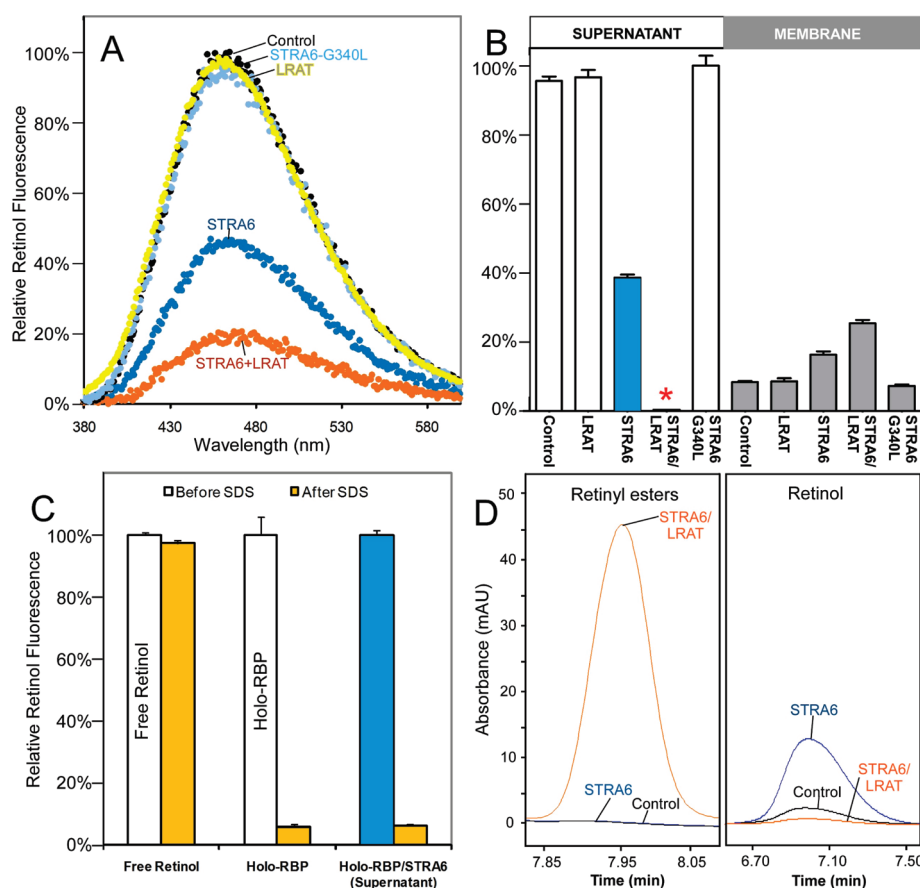 A
Relative Retinol Fluorescence
100%
80%
60%
40%
20%
0%
Control
STRA6-G340L
LRAT
STRA6
STRA6+LRAT
380
430
480
530
580
Wavelength (nm)
B
SUPERNATANT
MEMBRANE
100%
80%
60%
40%
20%
0%
*
Control
LRAT
STRA6
STRA6/
LRAT
STRA6
G340L
Control
LRAT
STRA6
STRA6/
LRAT
STRA6
G340L
C
Before SDS
After SDS
Relative Retinol Fluorescence
100%
80%
60%
40%
20%
0%
Free Retinol
Holo-RBP
Free Retinol
Holo-RBP
Holo-RBP/STRA6
(Supernatant)
D
Absorbance (mAU)
50
40
30
20
10
0
Retinyl esters
STRA6/
LRAT
STRA6
Control
7.85
7.95
8.05
Time (min)
Retinol
STRA6
Control
STRA6/
LRAT
6.70
7.10
7.50
Time (min)